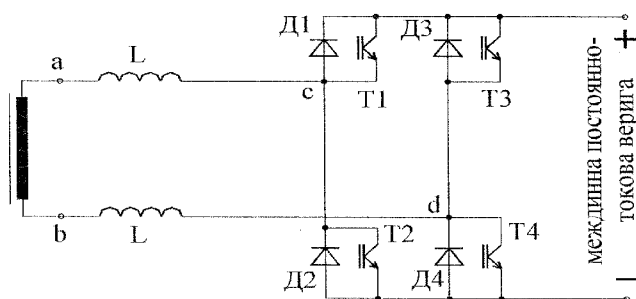 Д1
Д3
L
a
c
T1
T3
междинна постоянно-
токова верига
+
b
L
d
T2
T4
Д2
Д4
−